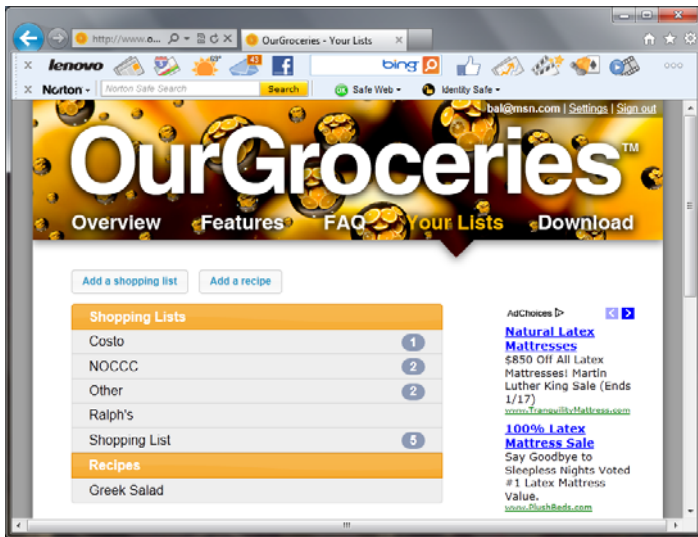 http://www.o...
OurGroceries - Your Lists
lenovo
63°
43
bing
Norton
Norton Safe Search
Search
Safe Web
Identity Safe
bal@msn.com | Settings | Sign out
OurGroceries™
Overview Features FAQ Your Lists Download
Add a shopping list Add a recipe
Shopping Lists
Costo 1
NOCCC 2
Other 2
Ralph's
Shopping List 5
Recipes
Greek Salad
AdChoices
Natural Latex
Mattresses
$850 Off All Latex
Mattresses! Martin
Luther King Sale (Ends
1/17)
www.TranquilityMattress.com
100% Latex
Mattress Sale
Say Goodbye to
Sleepless Nights Voted
#1 Latex Mattress
Value.
www.PlushBeds.com